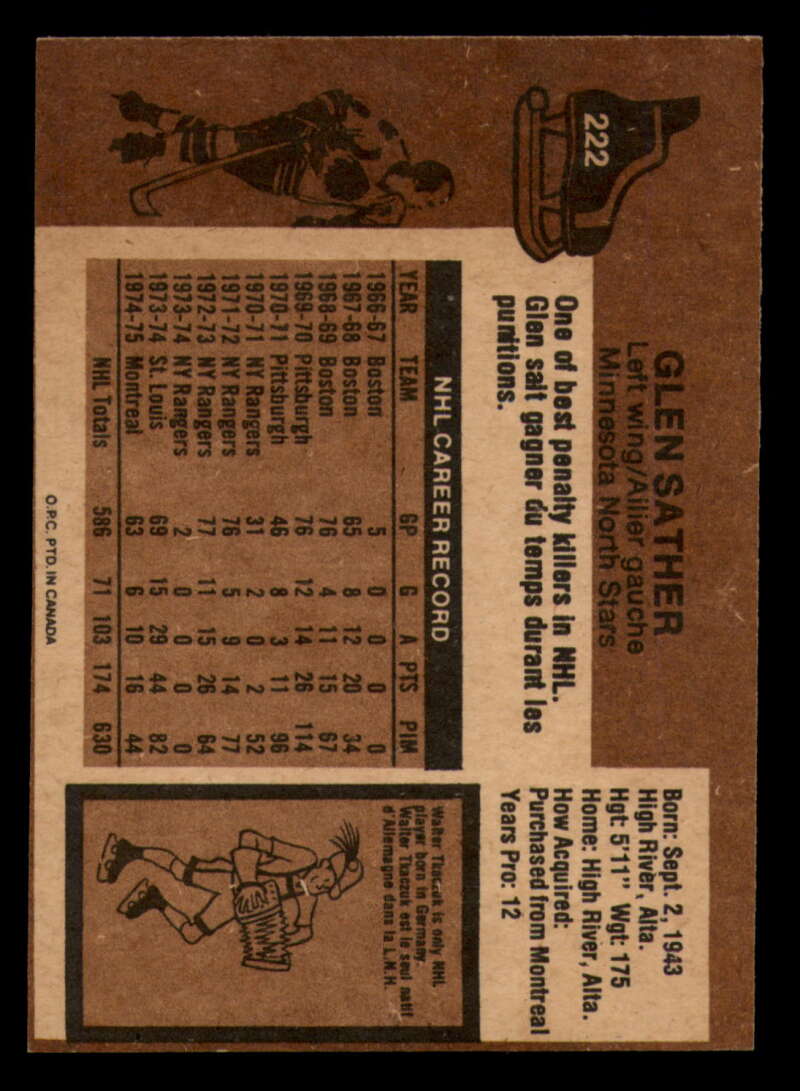 222
GLEN SATHER
Left wing/Ailier gauche
Minnesota North Stars
Born: Sept. 2, 1943
High River, Alta.
Hgt: 5'11" Wgt: 175
Home: High River, Alta.
How Acquired:
Purchased from Montreal
Years Pro: 12
One of best penalty killers in NHL.
Glen sait gagner du temps durant les
punitions.
NHL CAREER RECORD
YEAR TEAM GP G A PTS PIM
1966-67 Boston 5 0 0 0 0
1967-68 Boston 65 8 12 20 34
1968-69 Boston 76 4 11 15 67
1969-70 Pittsburgh 76 12 14 26 114
1970-71 Pittsburgh 46 8 3 11 96
1970-71 NY Rangers 31 2 0 2 52
1971-72 NY Rangers 76 5 9 14 77
1972-73 NY Rangers 77 11 15 26 64
1973-74 NY Rangers 2 0 0 0 0
1973-74 St. Louis 69 15 29 44 82
1974-75 Montreal 63 6 10 16 44
NHL Totals 586 71 103 174 630
Walter Tkaczuk is only NHL
player born in Germany.
Walter Tkaczuk est le seul natif
d'Allemagne dans la L.N.H.
O.P.C. PTD. IN CANADA